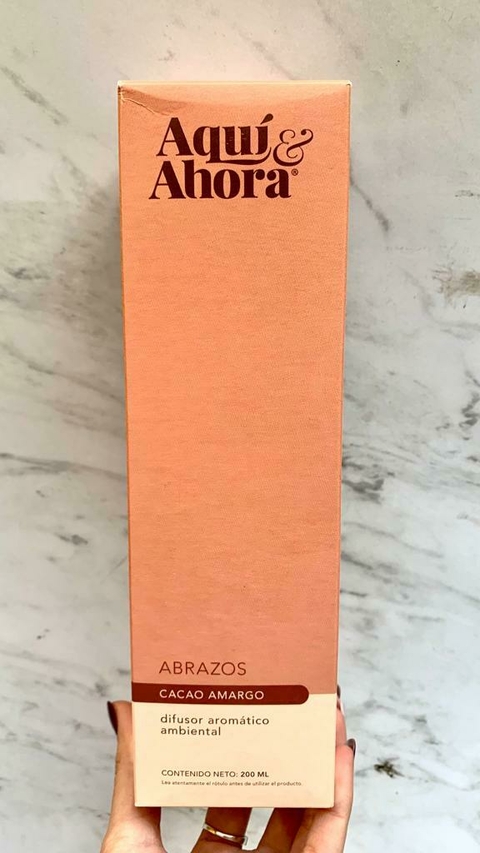 Aquí &
Ahora®
ABRAZOS
CACAO AMARGO
difusor aromático
ambiental
CONTENIDO NETO: 200 ML
Lea atentamente el rótulo antes de utilizar el producto.